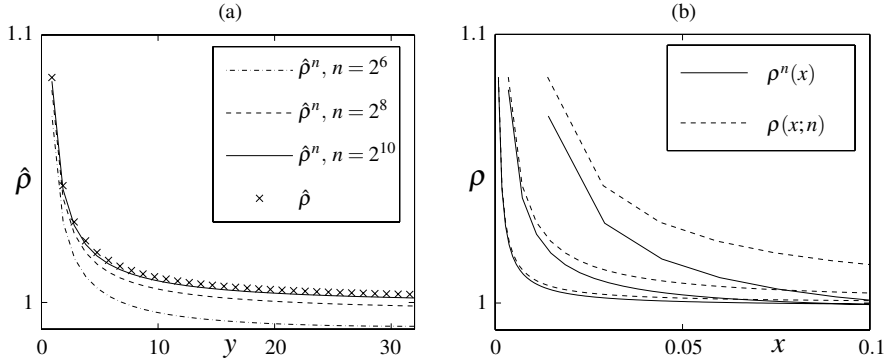 (a)
1.1
ρ̂
1
0
10
y
20
30
ρ̂ⁿ, n = 2⁶
ρ̂ⁿ, n = 2⁸
ρ̂ⁿ, n = 2¹⁰
ρ̂
(b)
1.1
ρ
1
0
0.05
x
0.1
ρⁿ(x)
ρ(x;n)